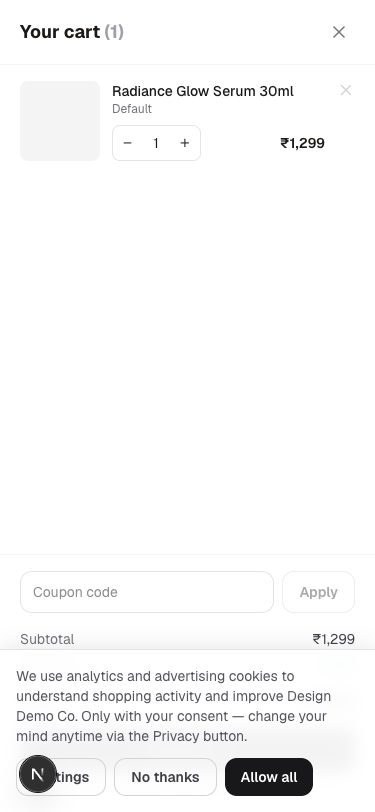 Your cart (1)
Radiance Glow Serum 30ml
Default
− 1 +
₹1,299
Coupon code
Apply
Subtotal
₹1,299
We use analytics and advertising cookies to
understand shopping activity and improve Design
Demo Co. Only with your consent — change your
mind anytime via the Privacy button.
N
tings
No thanks
Allow all